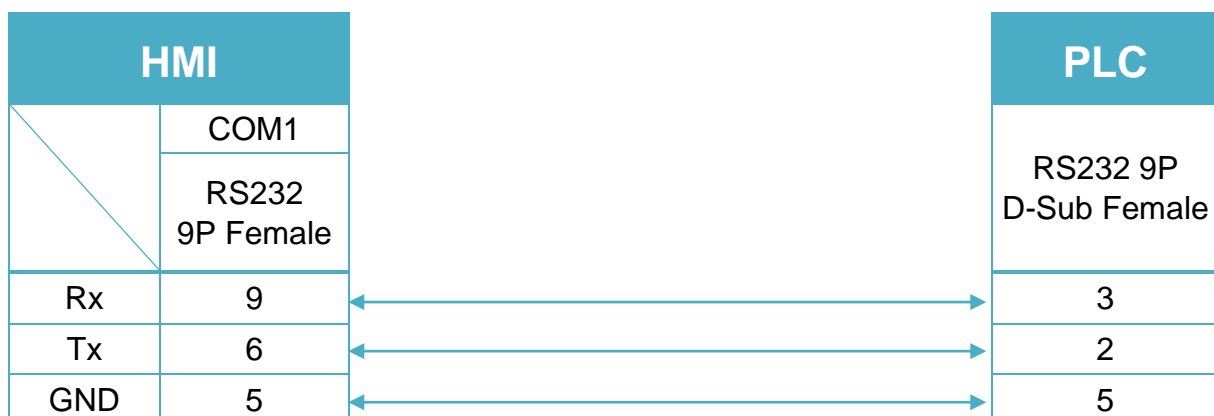 HMI
PLC
COM1
RS232
9P Female
RS232 9P
D-Sub Female
Rx 9 3
Tx 6 2
GND 5 5